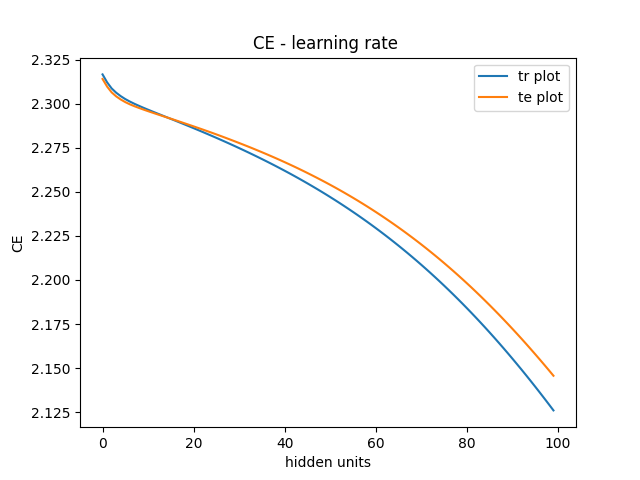 CE - learning rate
tr plot
te plot
2.325
2.300
2.275
2.250
2.225
2.200
2.175
2.150
2.125
CE
0 20 40 60 80 100
hidden units